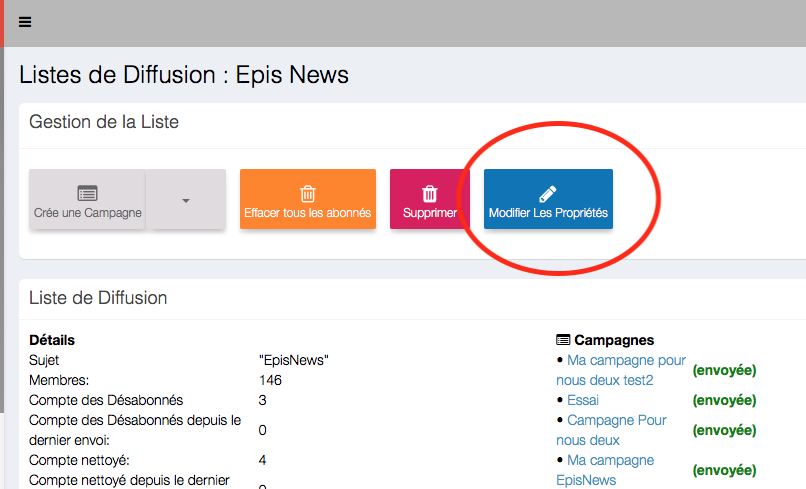 Listes de Diffusion : Epis News
Gestion de la Liste
Crée une Campagne
Effacer tous les abonnés
Supprimer
Modifier Les Propriétés
Liste de Diffusion
Détails
Sujet "EpisNews"
Membres: 146
Compte des Désabonnés 3
Compte des Désabonnés depuis le
dernier envoi: 0
Compte nettoyé: 4
Compte nettoyé depuis le dernier
Campagnes
• Ma campagne pour
nous deux test2 (envoyée)
• Essai (envoyée)
• Campagne Pour
nous deux (envoyée)
• Ma campagne
EpisNews (envoyée)